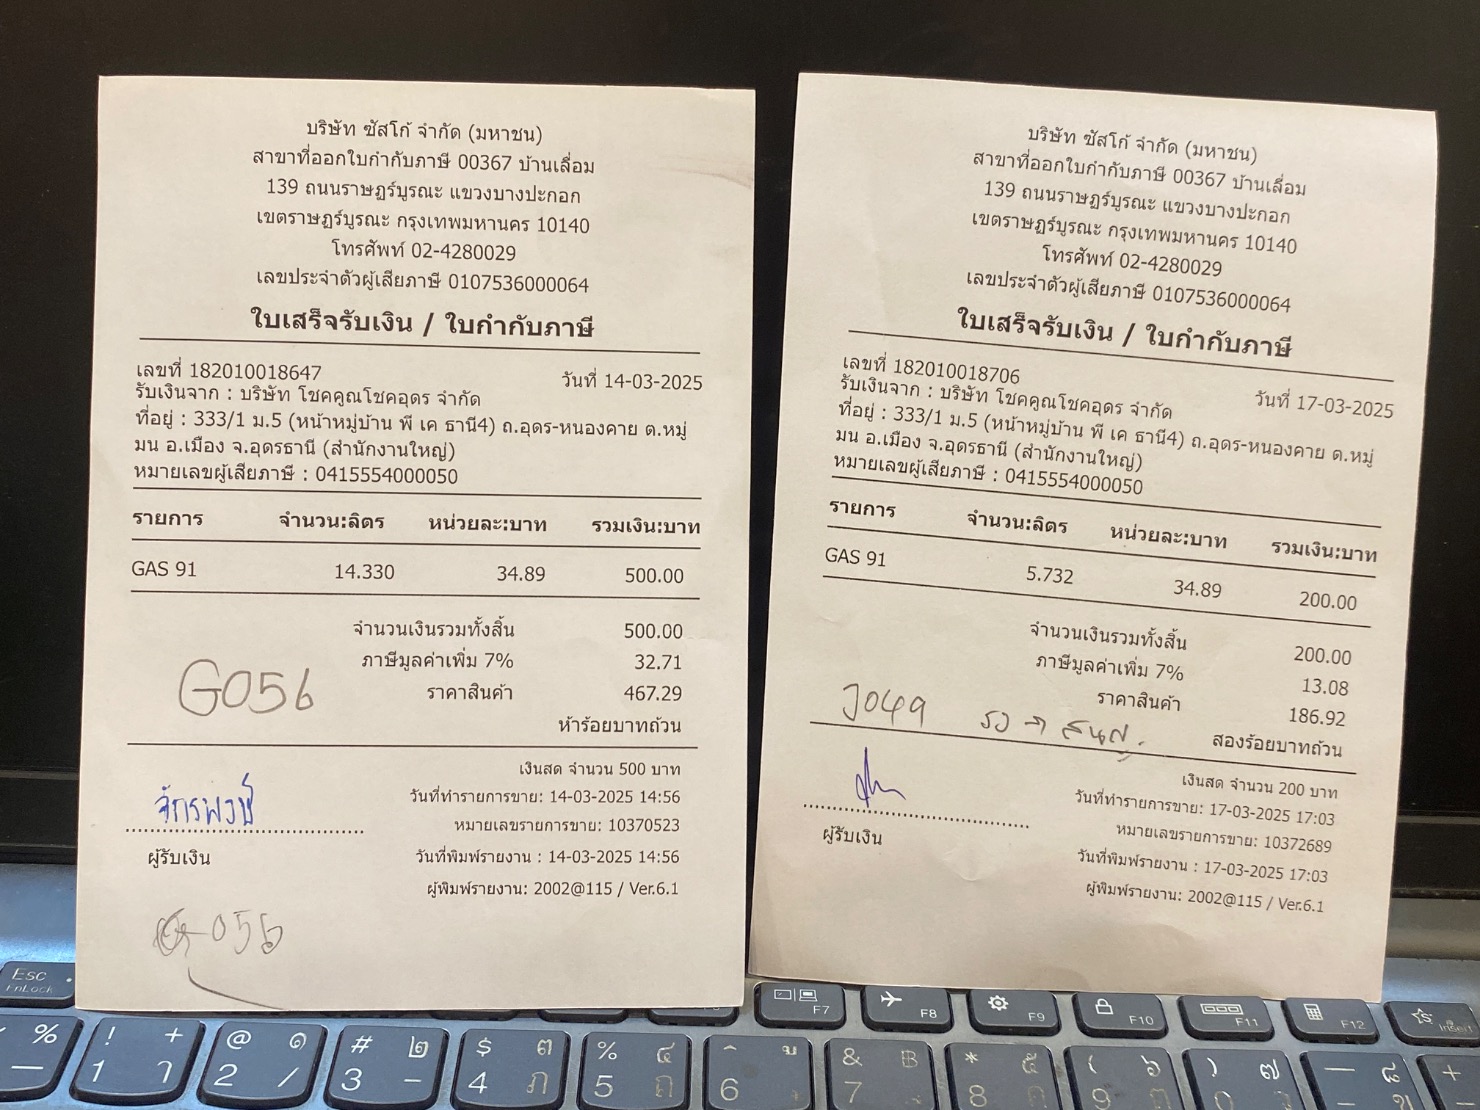 บริษัท ซัสโก้ จำกัด (มหาชน)
สาขาที่ออกใบกำกับภาษี 00367 บ้านเลื่อม
139 ถนนราษฎร์บูรณะ แขวงบางปะกอก
เขตราษฎร์บูรณะ กรุงเทพมหานคร 10140
โทรศัพท์ 02-4280029
เลขประจำตัวผู้เสียภาษี 0107536000064
ใบเสร็จรับเงิน / ใบกำกับภาษี
เลขที่ 182010018647 วันที่ 14-03-2025
รับเงินจาก : บริษัท โชคคูณโชคอุดร จำกัด
ที่อยู่ : 333/1 ม.5 (หน้าหมู่บ้าน พี เค ธานี4) ถ.อุดร-หนองคาย ต.หมู่
มน อ.เมือง จ.อุดรธานี (สำนักงานใหญ่)
หมายเลขผู้เสียภาษี : 0415554000050
รายการ จำนวน:ลิตร หน่วยละ:บาท รวมเงิน:บาท
GAS 91 14.330 34.89 500.00
จำนวนเงินรวมทั้งสิ้น 500.00
ภาษีมูลค่าเพิ่ม 7% 32.71
G056 ราคาสินค้า 467.29
ห้าร้อยบาทถ้วน
เงินสด จำนวน 500 บาท
จักรพงษ์ วันที่ทำรายการขาย: 14-03-2025 14:56
หมายเลขรายการขาย: 10370523
ผู้รับเงิน วันที่พิมพ์รายงาน : 14-03-2025 14:56
ผู้พิมพ์รายงาน: 2002@115 / Ver.6.1
G-056
บริษัท ซัสโก้ จำกัด (มหาชน)
สาขาที่ออกใบกำกับภาษี 00367 บ้านเลื่อม
139 ถนนราษฎร์บูรณะ แขวงบางปะกอก
เขตราษฎร์บูรณะ กรุงเทพมหานคร 10140
โทรศัพท์ 02-4280029
เลขประจำตัวผู้เสียภาษี 0107536000064
ใบเสร็จรับเงิน / ใบกำกับภาษี
เลขที่ 182010018706 วันที่ 17-03-2025
รับเงินจาก : บริษัท โชคคูณโชคอุดร จำกัด
ที่อยู่ : 333/1 ม.5 (หน้าหมู่บ้าน พี เค ธานี4) ถ.อุดร-หนองคาย ต.หมู่
มน อ.เมือง จ.อุดรธานี (สำนักงานใหญ่)
หมายเลขผู้เสียภาษี : 0415554000050
รายการ จำนวน:ลิตร หน่วยละ:บาท รวมเงิน:บาท
GAS 91 5.732 34.89 200.00
จำนวนเงินรวมทั้งสิ้น 200.00
ภาษีมูลค่าเพิ่ม 7% 13.08
ราคาสินค้า 186.92
J049
สองร้อยบาทถ้วน
เงินสด จำนวน 200 บาท
วันที่ทำรายการขาย: 17-03-2025 17:03
หมายเลขรายการขาย: 10372689
ผู้รับเงิน วันที่พิมพ์รายงาน : 17-03-2025 17:03
ผู้พิมพ์รายงาน: 2002@115 / Ver.6.1
Esc
FnLock
F7 F8 F9 F10 F11 F12 Insert
% ! + @ ๑ # ๒ $ ๓ % ๔ & ฿ * ๕ ( ๖ ) ๗ ๘ +
1 2 / 3 - 4 ภ 5 ถ 6 7 8 ค 9 ต 0 จ